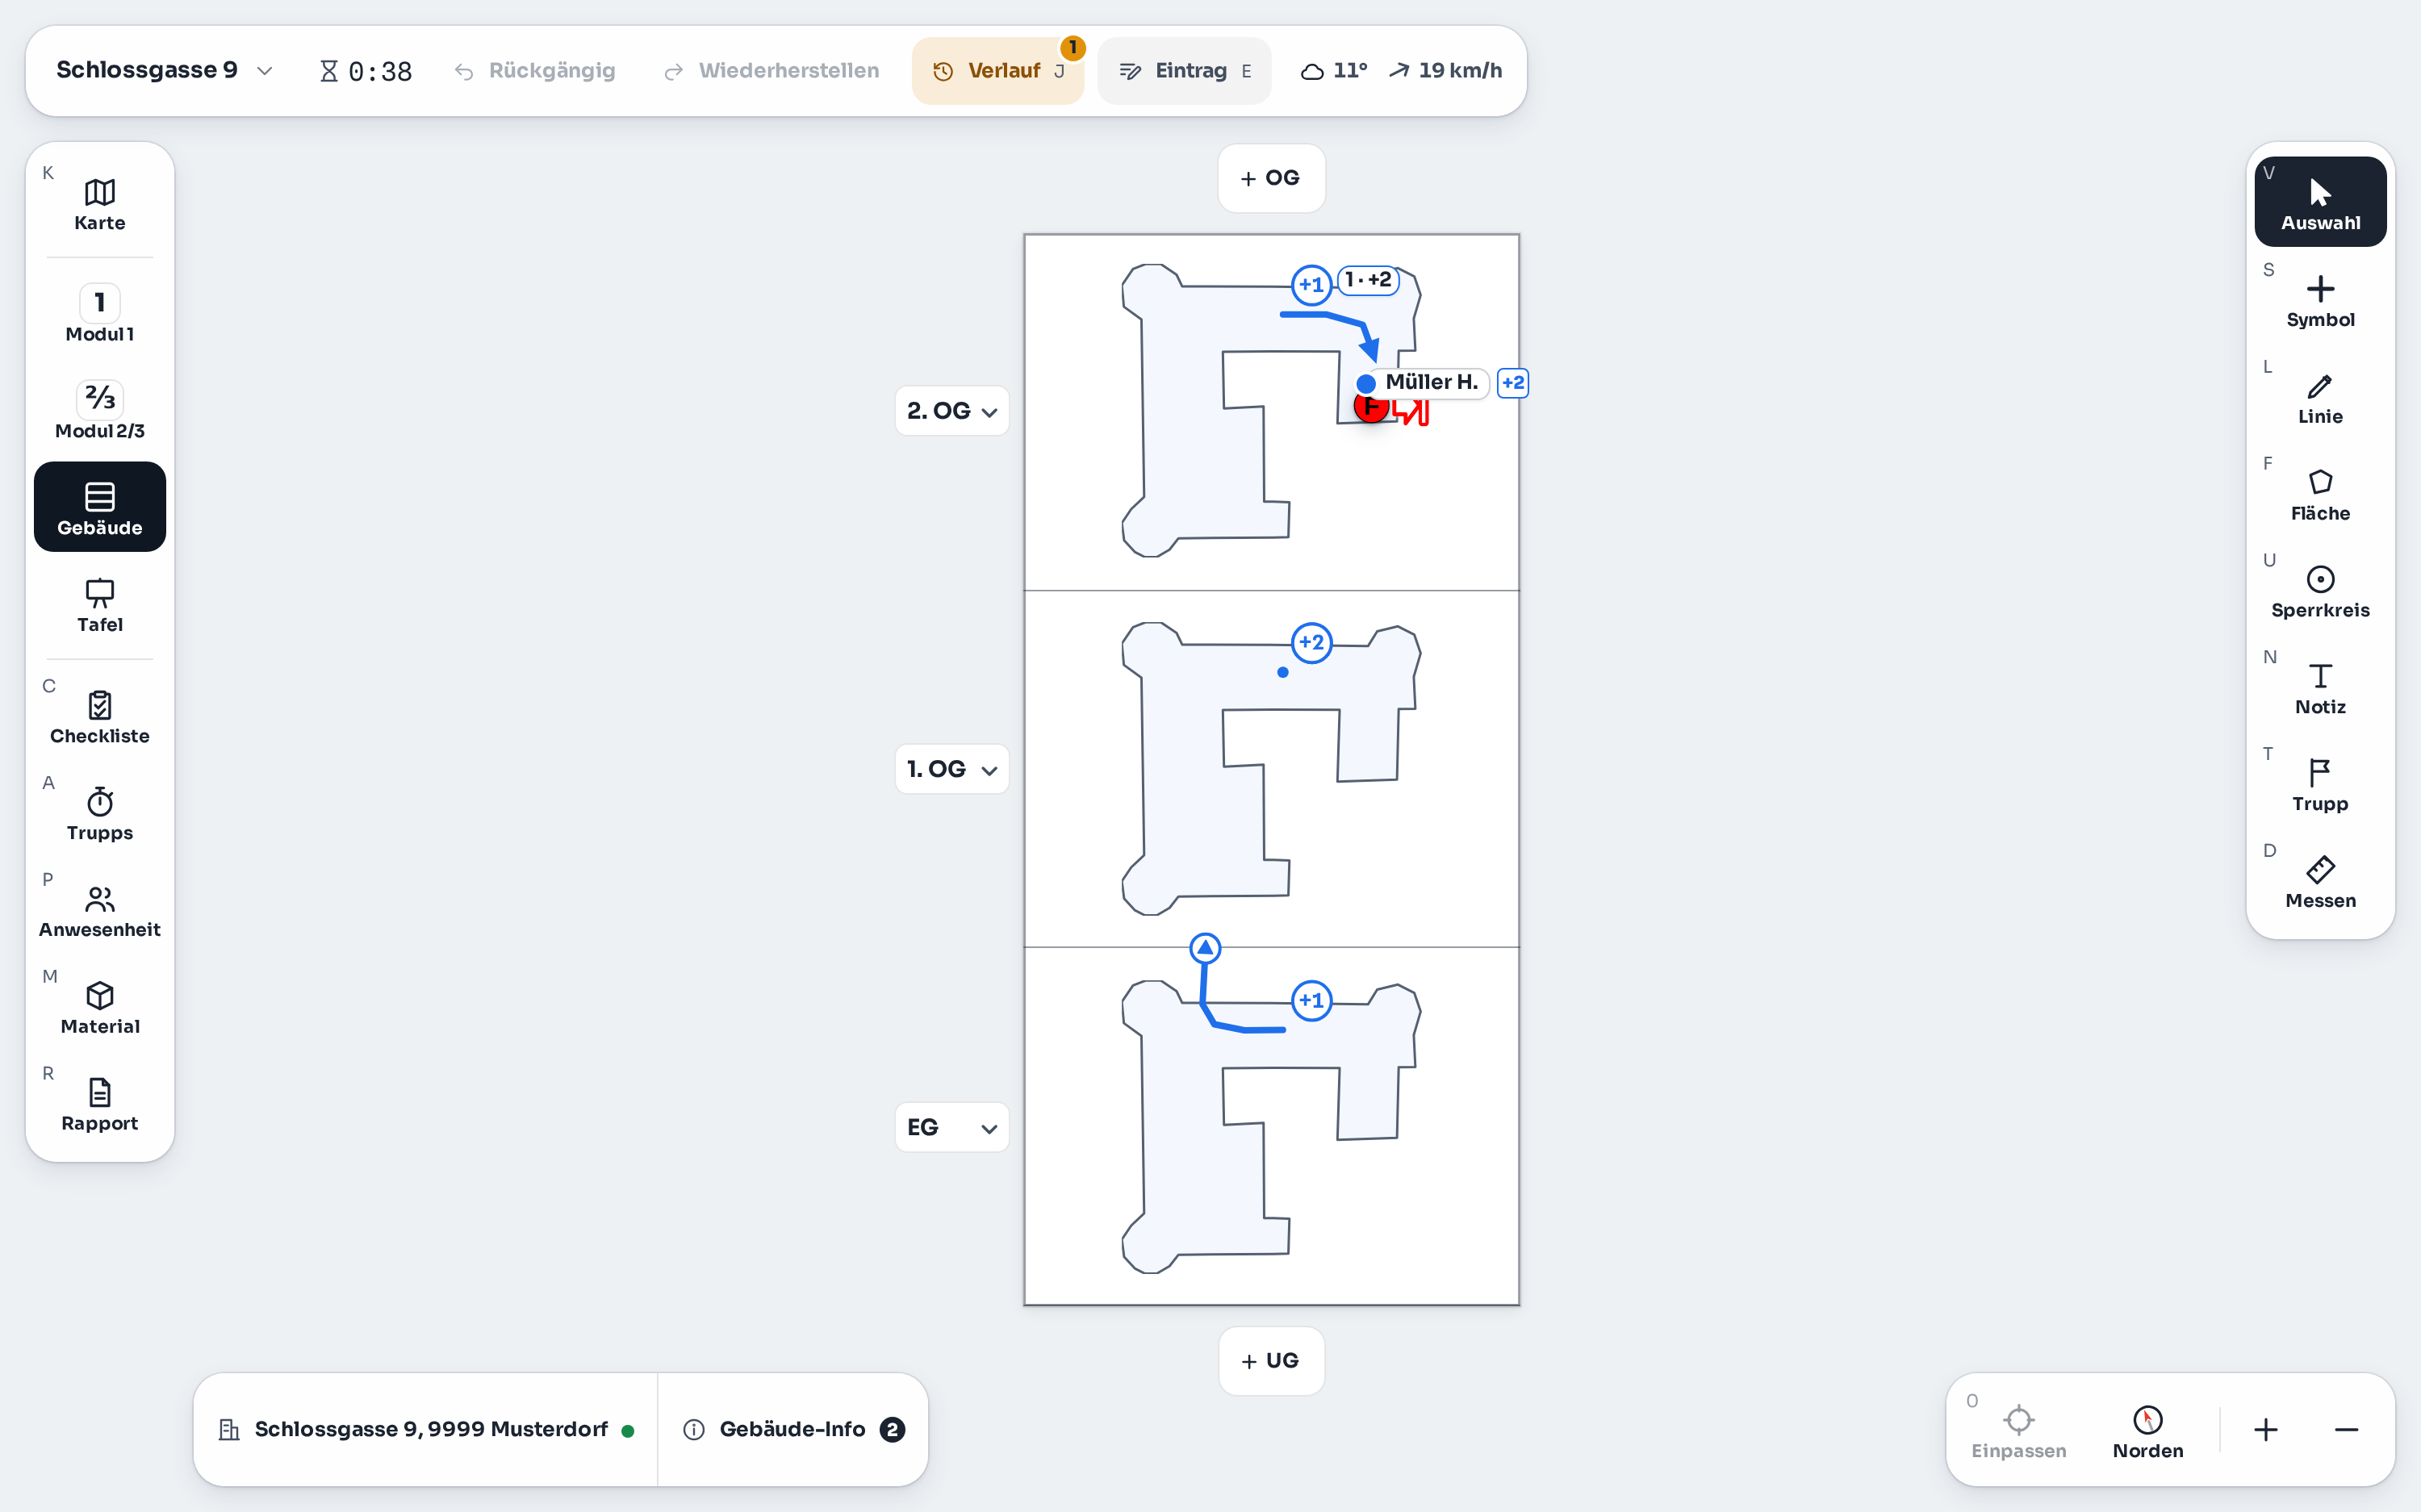 Schlossgasse 9
0:38
Rückgängig
Wiederherstellen
Verlauf J
1
Eintrag E
11°
19 km/h
K
Karte
1
Modul 1
⅔
Modul 2/3
Gebäude
Tafel
C
Checkliste
A
Trupps
P
Anwesenheit
M
Material
R
Rapport
+ OG
2. OG
+1
1 · +2
Müller H.
+2
F
1. OG
+2
EG
+1
+ UG
V
Auswahl
S
Symbol
L
Linie
F
Fläche
U
Sperrkreis
N
Notiz
T
Trupp
D
Messen
Schlossgasse 9, 9999 Musterdorf
Gebäude-Info 2
0
Einpassen
Norden